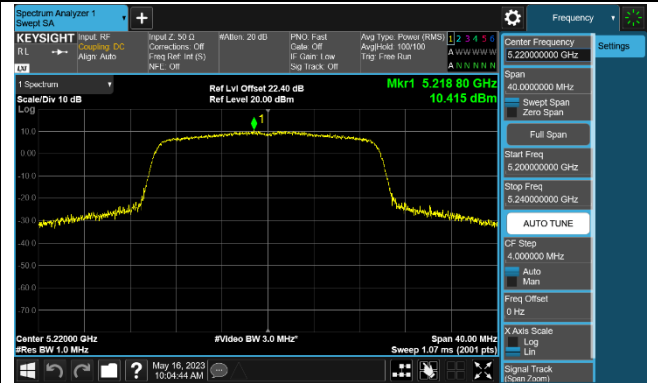 Spectrum Analyzer 1
Swept SA
Frequency
KEYSIGHT
RL
Input: RF
Coupling: DC
Align: Auto
Input Z: 50 Ω
Corrections: Off
Freq Ref: Int (S)
NFE: Off
#Atten: 20 dB
PNO: Fast
Gate: Off
IF Gain: Low
Sig Track: Off
Avg Type: Power (RMS)
Avg|Hold: 100/100
Trig: Free Run
1 2 3 4 5 6
A W W W W W
A N N N N N
LXI
1 Spectrum
Scale/Div 10 dB
Log
Ref Lvl Offset 22.40 dB
Ref Level 20.00 dBm
Mkr1 5.218 80 GHz
10.415 dBm
1
10.0
0.00
-10.0
-20.0
-30.0
-40.0
-50.0
-60.0
-70.0
Center 5.22000 GHz
#Res BW 1.0 MHz
#Video BW 3.0 MHz*
Span 40.00 MHz
Sweep 1.07 ms (2001 pts)
Center Frequency
5.220000000 GHz
Settings
Span
40.0000000 MHz
Swept Span
Zero Span
Full Span
Start Freq
5.200000000 GHz
Stop Freq
5.240000000 GHz
AUTO TUNE
CF Step
4.000000 MHz
Auto
Man
Freq Offset
0 Hz
X Axis Scale
Log
Lin
Signal Track
(Span Zoom)
May 16, 2023
10:04:44 AM